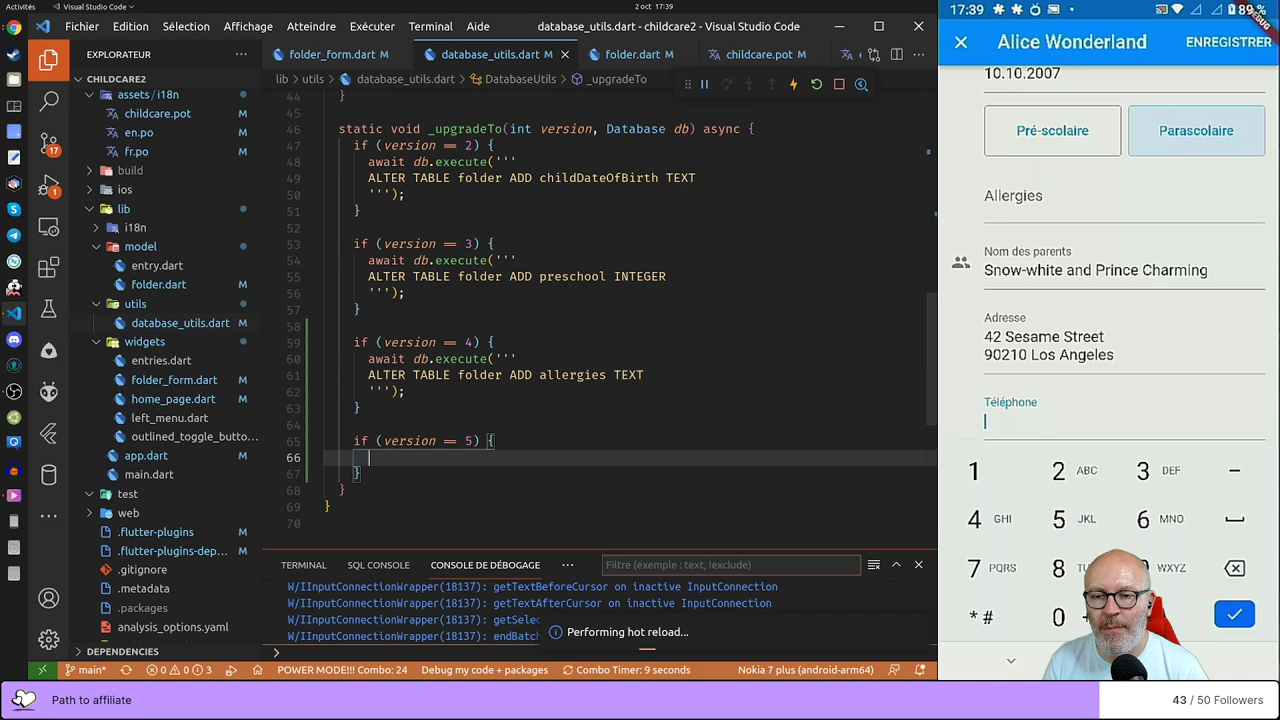 Activités
Visual Studio Code
2 oct 17:39
Fichier Edition Sélection Affichage Atteindre Exécuter Terminal Aide
database_utils.dart - childcare2 - Visual Studio Code
EXPLORATEUR
folder_form.dart M
database_utils.dart M
folder.dart M
childcare.pot M
CHILDCARE2
lib > utils > database_utils.dart > DatabaseUtils > _upgradeTo
assets / i18n
childcare.pot M
en.po M
fr.po M
build
ios
lib
i18n
model
entry.dart
folder.dart M
utils
database_utils.dart M
widgets
entries.dart
folder_form.dart M
home_page.dart M
left_menu.dart
outlined_toggle_butto...
app.dart M
main.dart
test
web
.flutter-plugins M
.flutter-plugins-dep... M
.gitignore
.metadata
.packages
analysis_options.yaml
DEPENDENCIES
17
1
44 }
45
46 static void _upgradeTo(int version, Database db) async {
47 if (version == 2) {
48 await db.execute('''
49 ALTER TABLE folder ADD childDateOfBirth TEXT
50 ''');
51 }
52
53 if (version == 3) {
54 await db.execute('''
55 ALTER TABLE folder ADD preschool INTEGER
56 ''');
57 }
58
59 if (version == 4) {
60 await db.execute('''
61 ALTER TABLE folder ADD allergies TEXT
62 ''');
63 }
64
65 if (version == 5) {
66
67 }
68 }
69 }
70
TERMINAL SQL CONSOLE CONSOLE DE DÉBOGAGE
Filtre (exemple : text, !exclude)
W/IInputConnectionWrapper(18137): getTextBeforeCursor on inactive InputConnection
W/IInputConnectionWrapper(18137): getTextAfterCursor on inactive InputConnection
W/IInputConnectionWrapper(18137): getSelec
W/IInputConnectionWrapper(18137): endBatch
Performing hot reload...
main* 0 0 3 POWER MODE!!! Combo: 24 Debug my code + packages Combo Timer: 9 seconds Nokia 7 plus (android-arm64)
17:39
89
DEBUG
Alice Wonderland
ENREGISTRER
10.10.2007
Pré-scolaire
Parascolaire
Allergies
Nom des parents
Snow-white and Prince Charming
Adresse
42 Sesame Street
90210 Los Angeles
Téléphone
1 2 ABC 3 DEF -
4 GHI 5 JKL 6 MNO
7 PQRS 8 WXYZ
* # 0
Path to affiliate
43 / 50 Followers